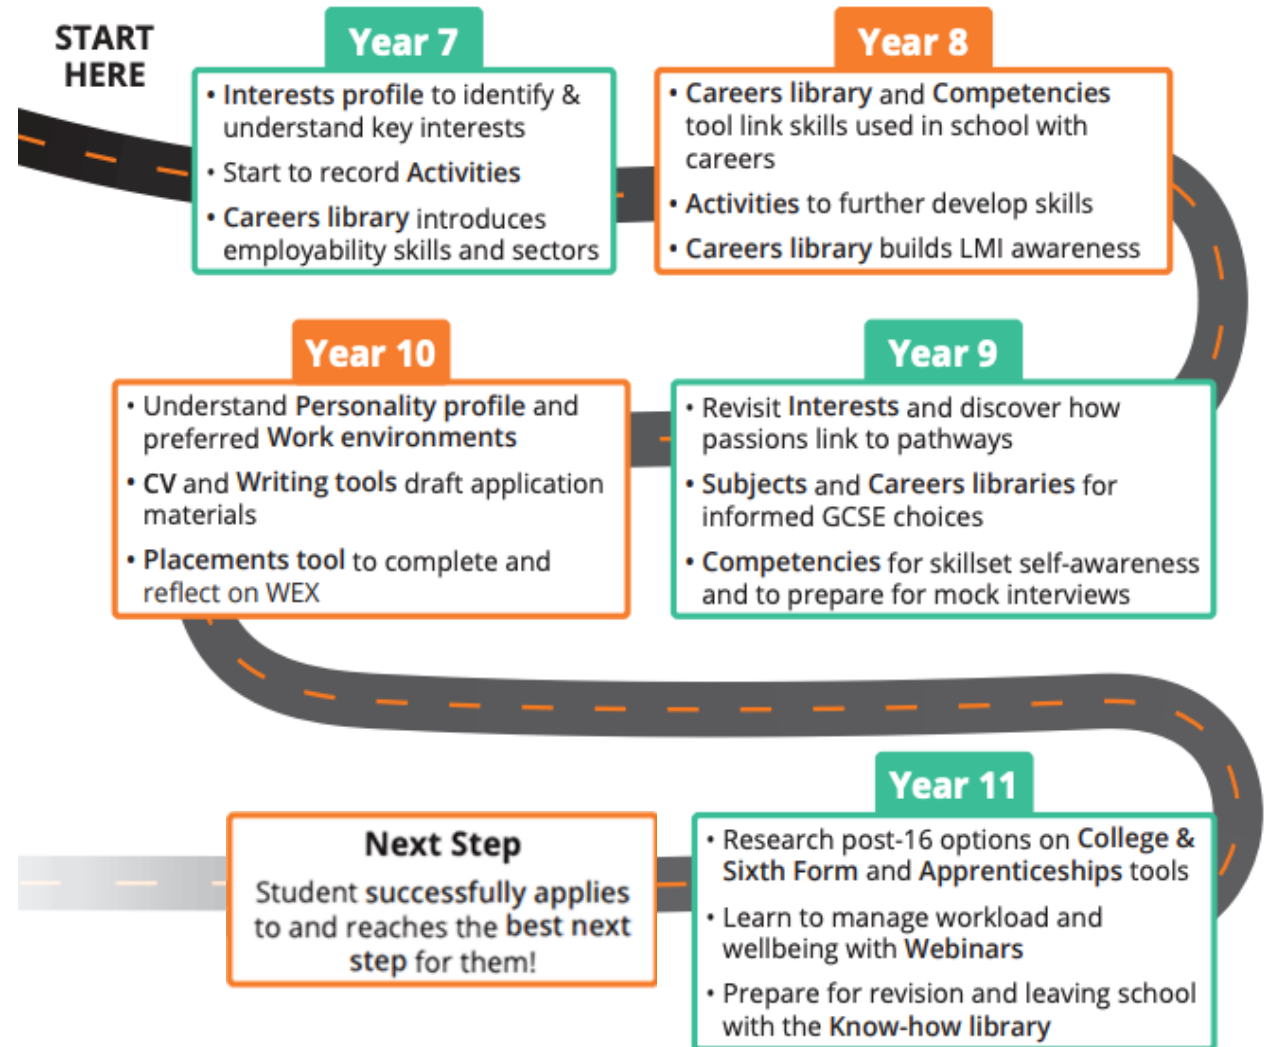 START
HERE
Year 7
• Interests profile to identify &
understand key interests
• Start to record Activities
• Careers library introduces
employability skills and sectors
Year 8
• Careers library and Competencies
tool link skills used in school with
careers
• Activities to further develop skills
• Careers library builds LMI awareness
Year 9
• Revisit Interests and discover how
passions link to pathways
• Subjects and Careers libraries for
informed GCSE choices
• Competencies for skillset self-awareness
and to prepare for mock interviews
Year 10
• Understand Personality profile and
preferred Work environments
• CV and Writing tools draft application
materials
• Placements tool to complete and
reflect on WEX
Year 11
• Research post-16 options on College &
Sixth Form and Apprenticeships tools
• Learn to manage workload and
wellbeing with Webinars
• Prepare for revision and leaving school
with the Know-how library
Next Step
Student successfully applies
to and reaches the best next
step for them!